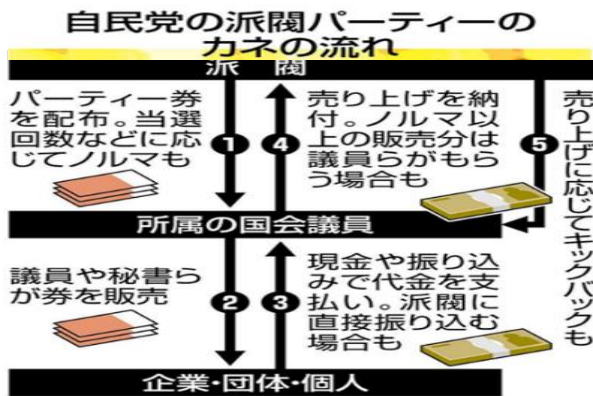 自民党の派閥パーティーの
カネの流れ
派閥
パーティー券
を配布。当選
回数などに応
じてノルマも
1
4
売り上げを納
付。ノルマ以
上の販売分は
議員らがもら
う場合も
5
売り上げに応じてキックバックも
所属の国会議員
議員や秘書ら
が券を販売
2
3
現金や振り込
みで代金を支
払い。派閥に
直接振り込む
場合も
企業・団体・個人